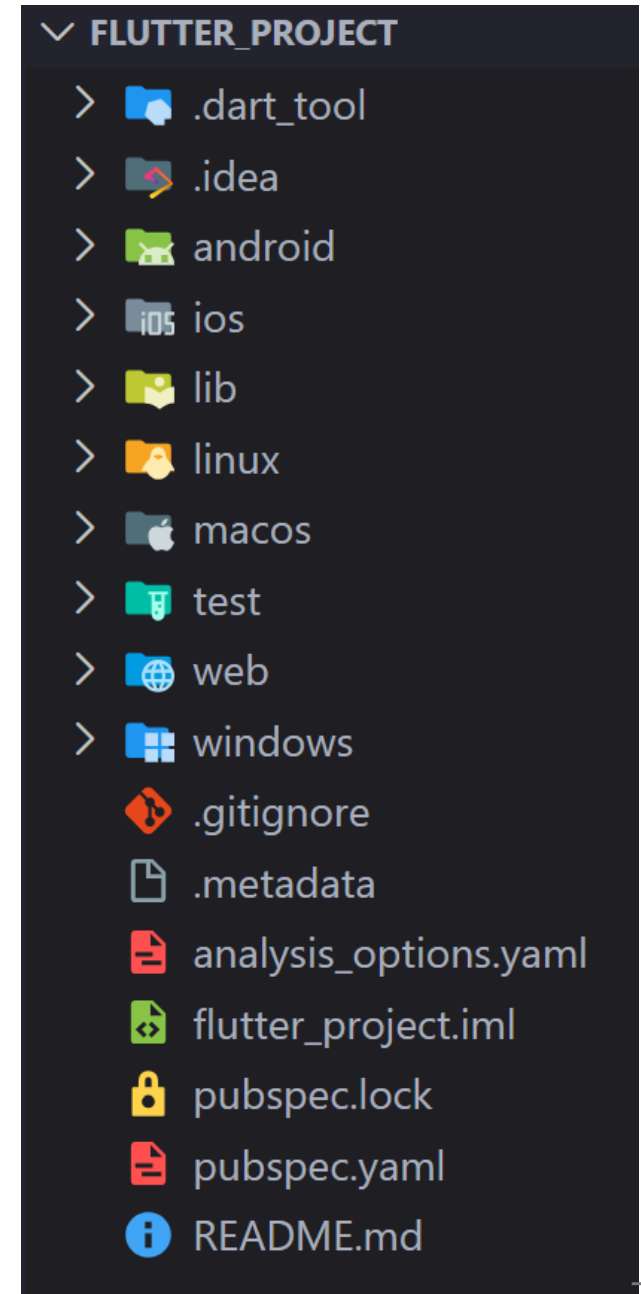 FLUTTER_PROJECT
.dart_tool
.idea
android
iOS ios
lib
linux
macos
test
web
windows
.gitignore
.metadata
analysis_options.yaml
flutter_project.iml
pubspec.lock
pubspec.yaml
README.md